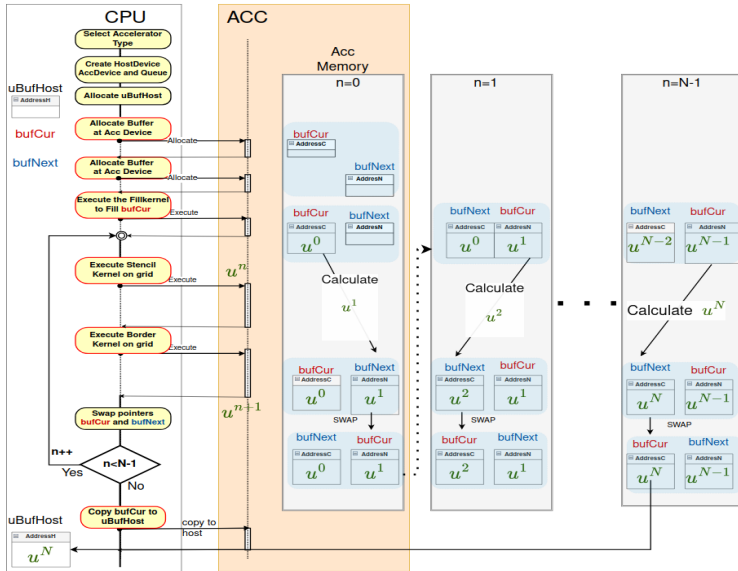 CPU
Select Accelerator
Type
Create HostDevice
AccDevice and Queue
uBufHost
AddressH
Allocate uBufHost
bufCur
Allocate Buffer
at Acc Device
Allocate
bufNext
Allocate Buffer
at Acc Device
Allocate
Execute the Fillkernel
to Fill bufCur
Execute
Execute Stencil
Kernel on grid
Execute Border
Kernel on grid
Execute
Swap pointers
bufCur and bufNext
n++
n<N-1
Yes
No
Copy bufCur to
uBufHost
copy to
host
uBufHost
AddressH
u^N
ACC
u^n
u^{n+1}
Acc
Memory
n=0
bufCur
AddressC
bufNext
AddresN
bufCur
bufNext
AddressC
AddresN
u^0
Calculate
u^1
bufCur
bufNext
AddressC
AddressN
u^0
u^1
SWAP
bufNext
bufCur
AddressC
AddressN
u^0
u^1
n=1
bufNext
bufCur
AddressC
AddressN
u^0
u^1
Calculate
u^2
bufNext
bufCur
AddressC
AddressN
u^2
u^1
SWAP
bufCur
bufNext
AddressC
AddressN
u^2
u^1
n=N-1
bufNext
bufCur
AddressC
AddressN
u^{N-2}
u^{N-1}
Calculate u^N
bufNext
bufCur
AddressC
AddressN
u^N
u^{N-1}
SWAP
bufCur
bufNext
AddressC
AddressN
u^N
u^{N-1}